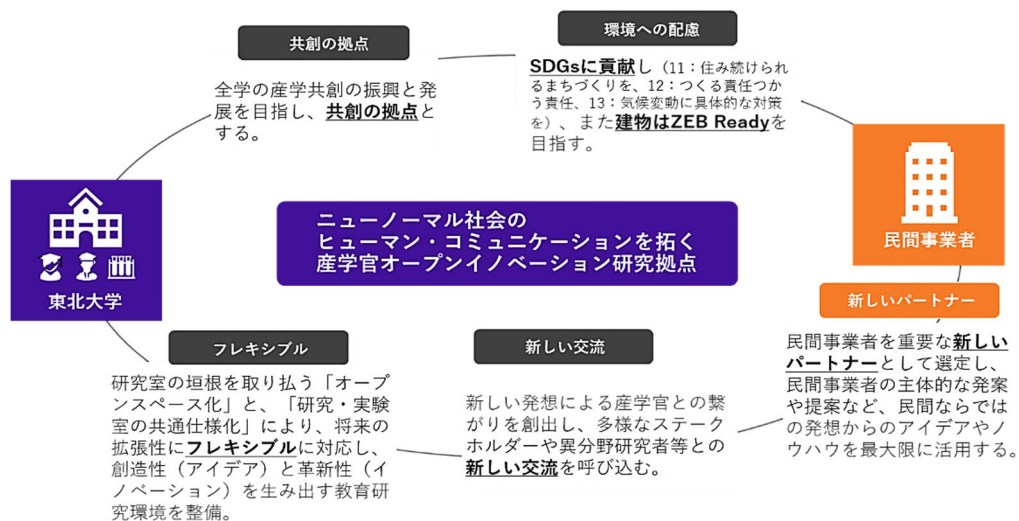 共創の拠点
全学の産学共創の振興と発
展を目指し、共創の拠点と
する。
環境への配慮
SDGsに貢献し（11：住み続けられ
るまちづくりを、12：つくる責任つか
う責任、13：気候変動に具体的な対策
を）、また建物はZEB Readyを
目指す。
東北大学
ニューノーマル社会の
ヒューマン・コミュニケーションを拓く
産学官オープンイノベーション研究拠点
民間事業者
新しいパートナー
民間事業者を重要な新しい
パートナーとして選定し、
民間事業者の主体的な発案
や提案など、民間ならでは
の発想からのアイデアやノ
ウハウを最大限に活用する。
フレキシブル
研究室の垣根を取り払う「オープ
ンスペース化」と、「研究・実験
室の共通仕様化」により、将来の
拡張性にフレキシブルに対応し、
創造性（アイデア）と革新性（イ
ノベーション）を生み出す教育研
究環境を整備。
新しい交流
新しい発想による産学官との繋
がりを創出し、多様なステーク
ホルダーや異分野研究者等との
新しい交流を呼び込む。